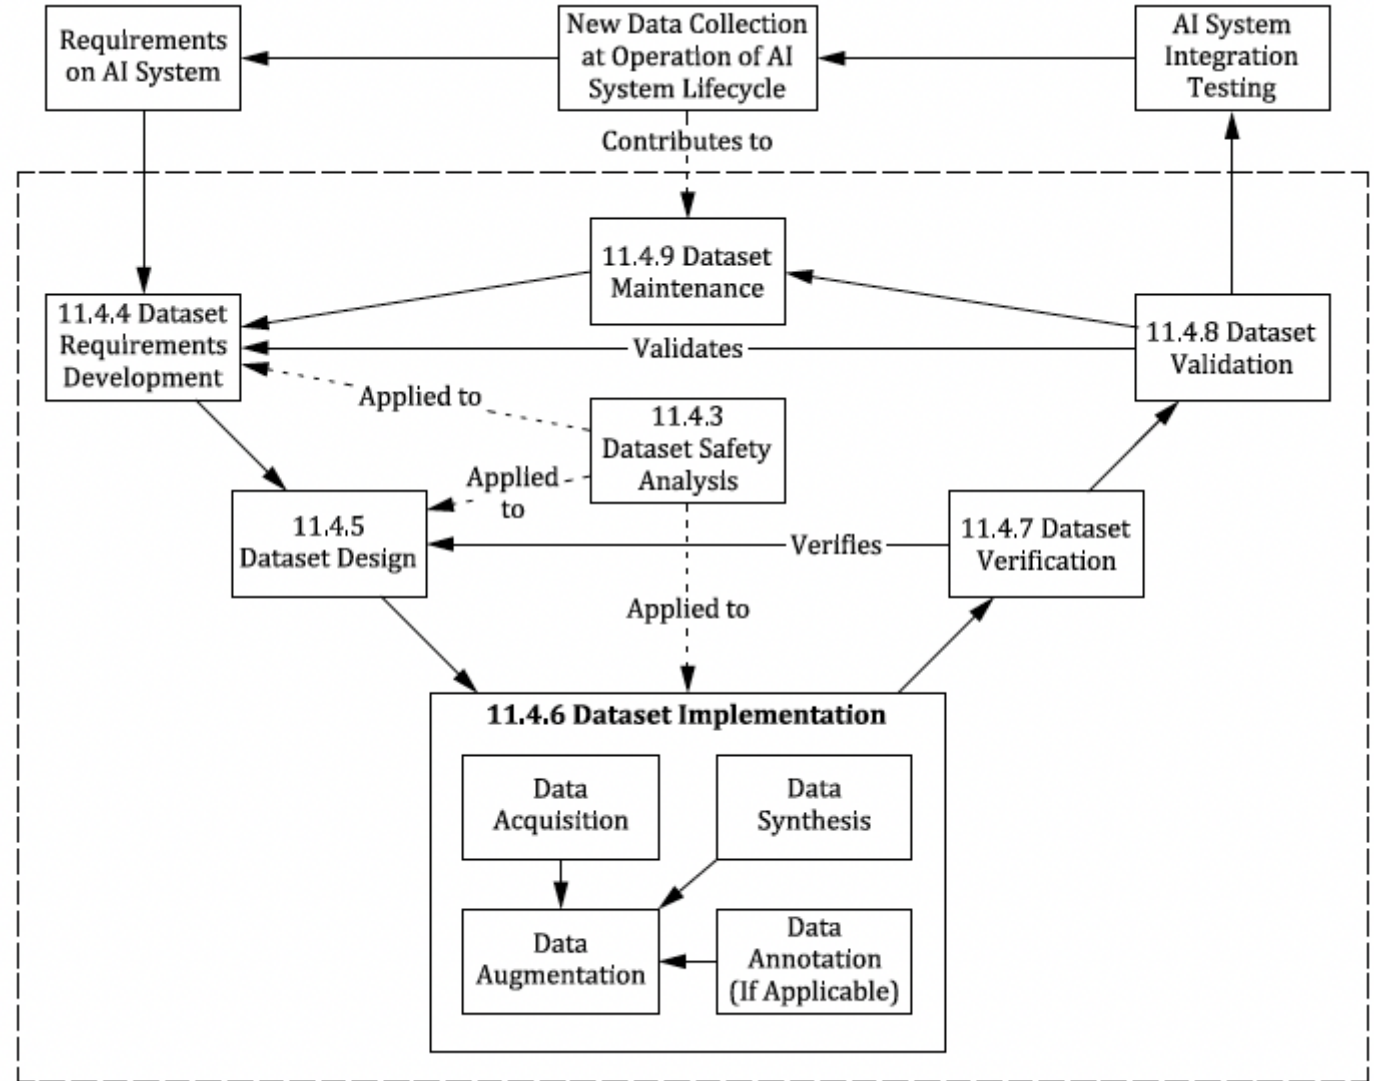 Requirements
on AI System
New Data Collection
at Operation of AI
System Lifecycle
AI System
Integration
Testing
Contributes to
11.4.9 Dataset
Maintenance
11.4.4 Dataset
Requirements
Development
11.4.8 Dataset
Validation
Validates
Applied to
11.4.3
Dataset Safety
Analysis
Applied
to
11.4.5
Dataset Design
Verifies
11.4.7 Dataset
Verification
Applied to
11.4.6 Dataset Implementation
Data
Acquisition
Data
Synthesis
Data
Augmentation
Data
Annotation
(If Applicable)